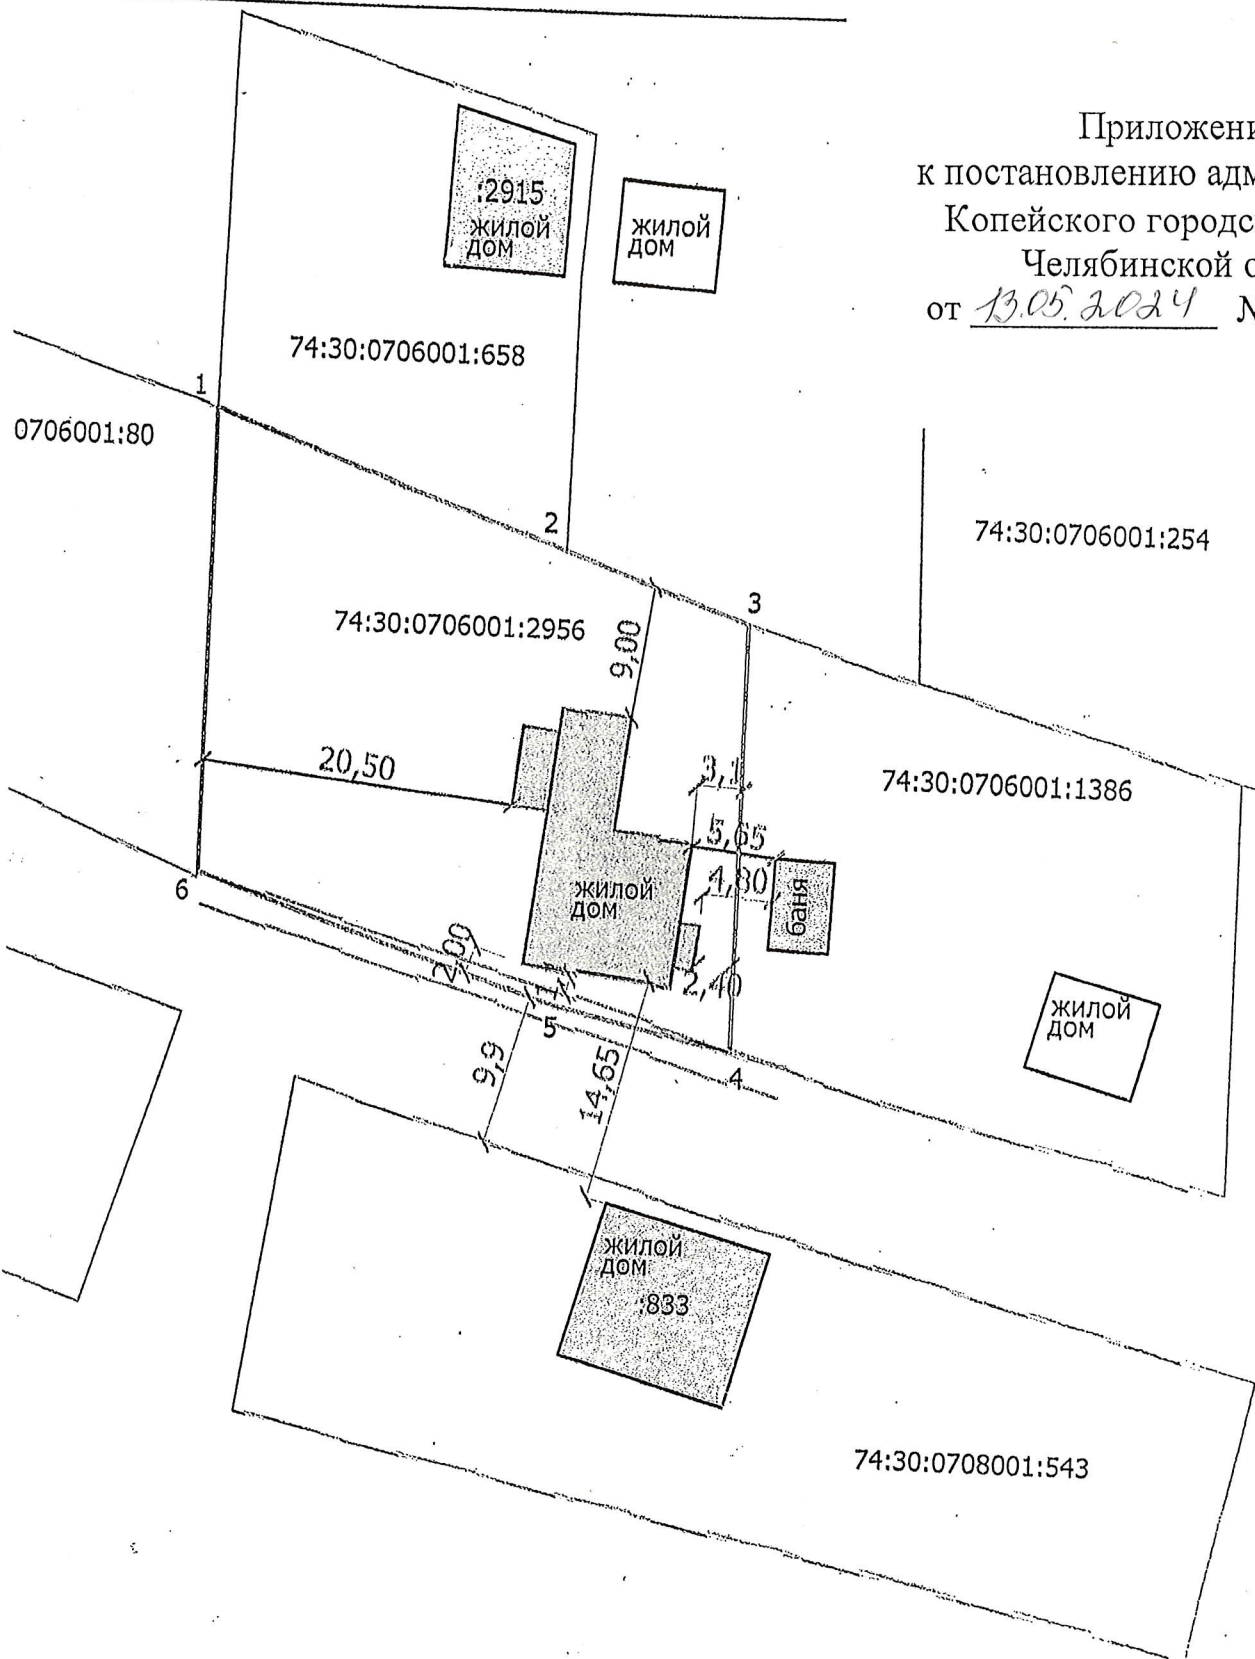 Приложени
к постановлению адм
Копейского городс
Челябинской о
от 13.05.2024 №
:2915
жилой
дом
жилой
дом
74:30:0706001:658
1
0706001:80
2
74:30:0706001:254
3
74:30:0706001:2956
9,00
20,50
3,1
74:30:0706001:1386
5,65
4,80
баня
жилой
дом
6
2,00
2,40
5
жилой
дом
9,9
14,65
4
жилой
дом
:833
74:30:0708001:543